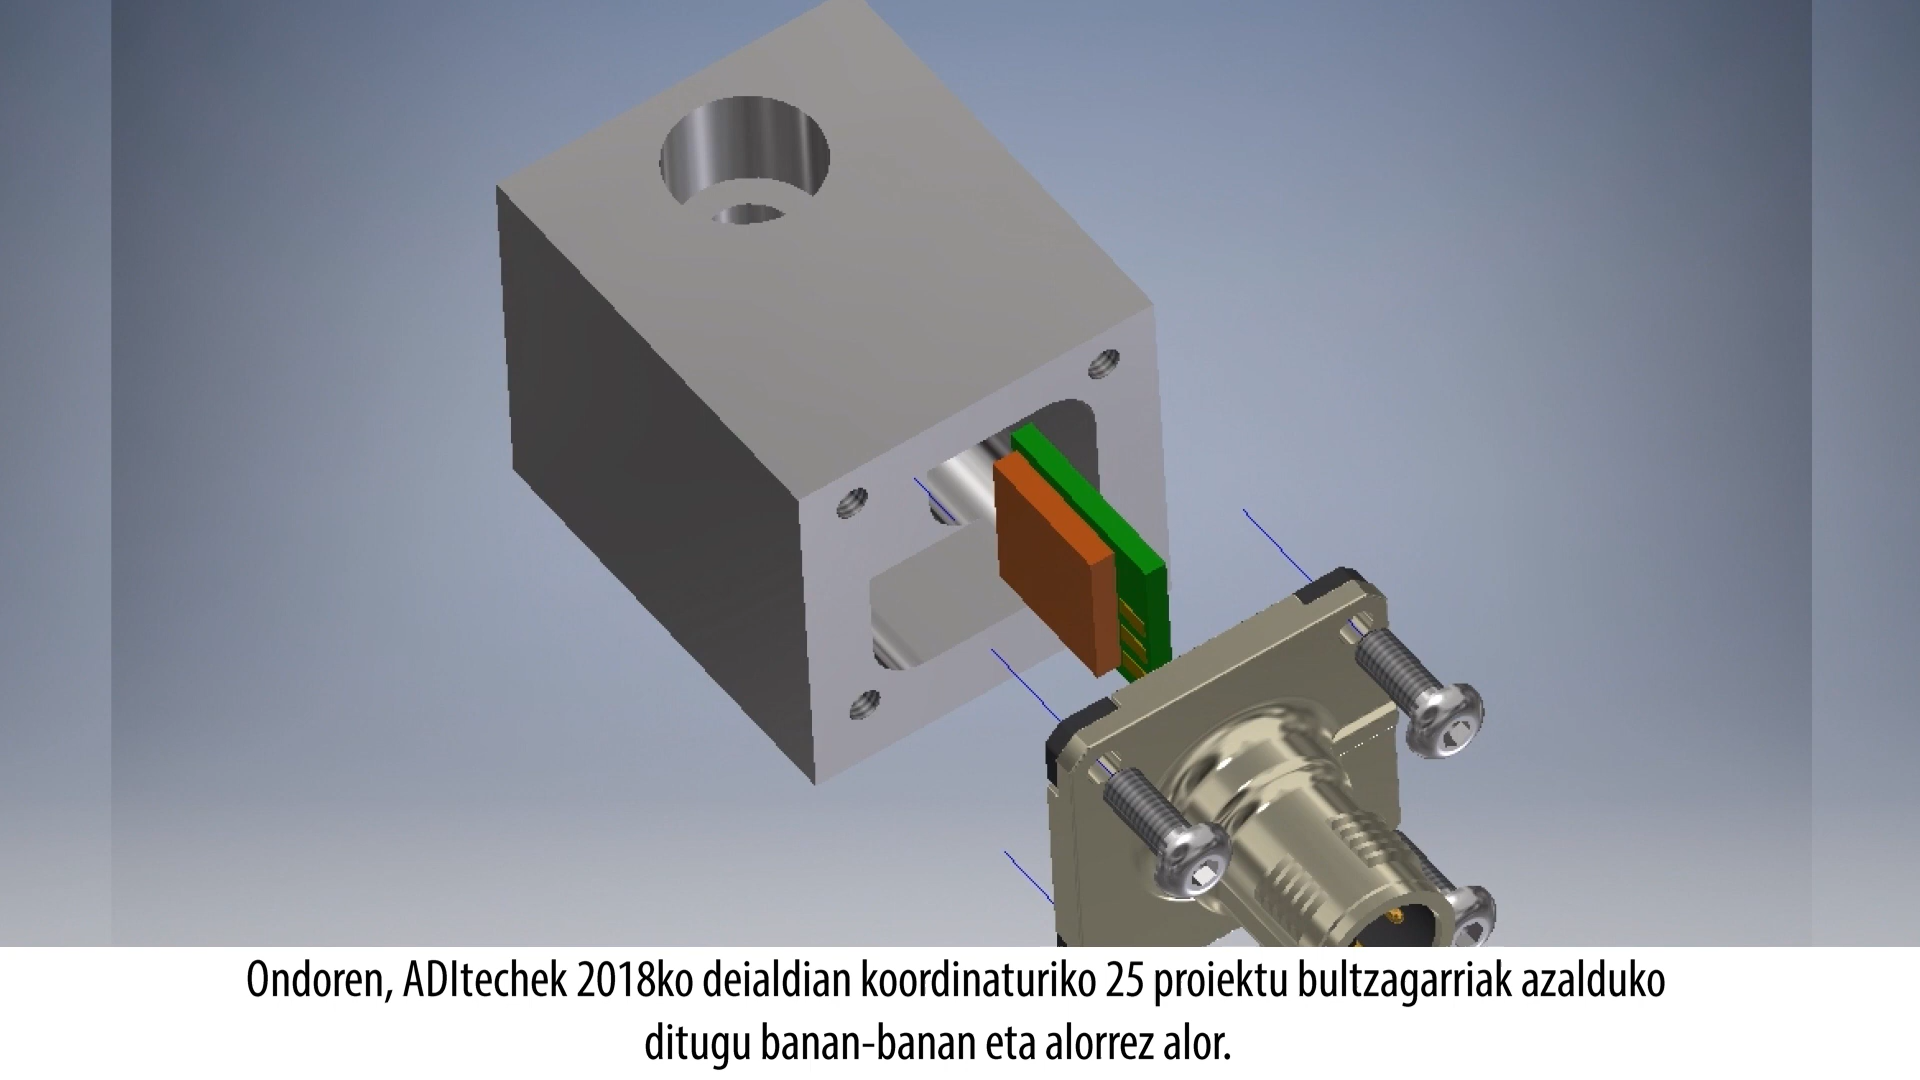 Ondoren, ADItechek 2018ko deialdian koordinaturiko 25 proiektu bultzagarriak azalduko
ditugu banan-banan eta alorrez alor.